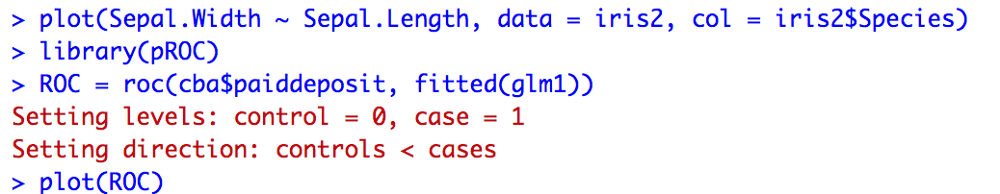 > plot(Sepal.Width ~ Sepal.Length, data = iris2, col = iris2$Species)
> library(pROC)
> ROC = roc(cba$paiddeposit, fitted(glm1))
Setting levels: control = 0, case = 1
Setting direction: controls < cases
> plot(ROC)